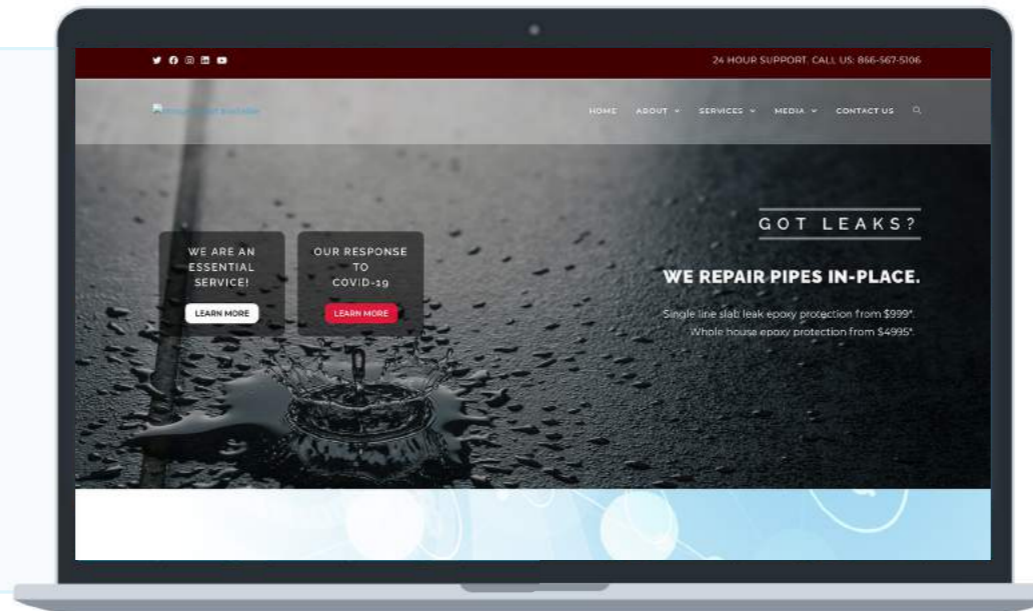 24 HOUR SUPPORT, CALL US: 866-567-5106
HOME ABOUT SERVICES MEDIA CONTACT US
GOT LEAKS?
WE ARE AN
ESSENTIAL
SERVICE!
LEARN MORE
OUR RESPONSE
TO
COVID-19
LEARN MORE
WE REPAIR PIPES IN-PLACE.
Single line slab leak epoxy protection from $999*.
Whole house epoxy protection from $4995*.